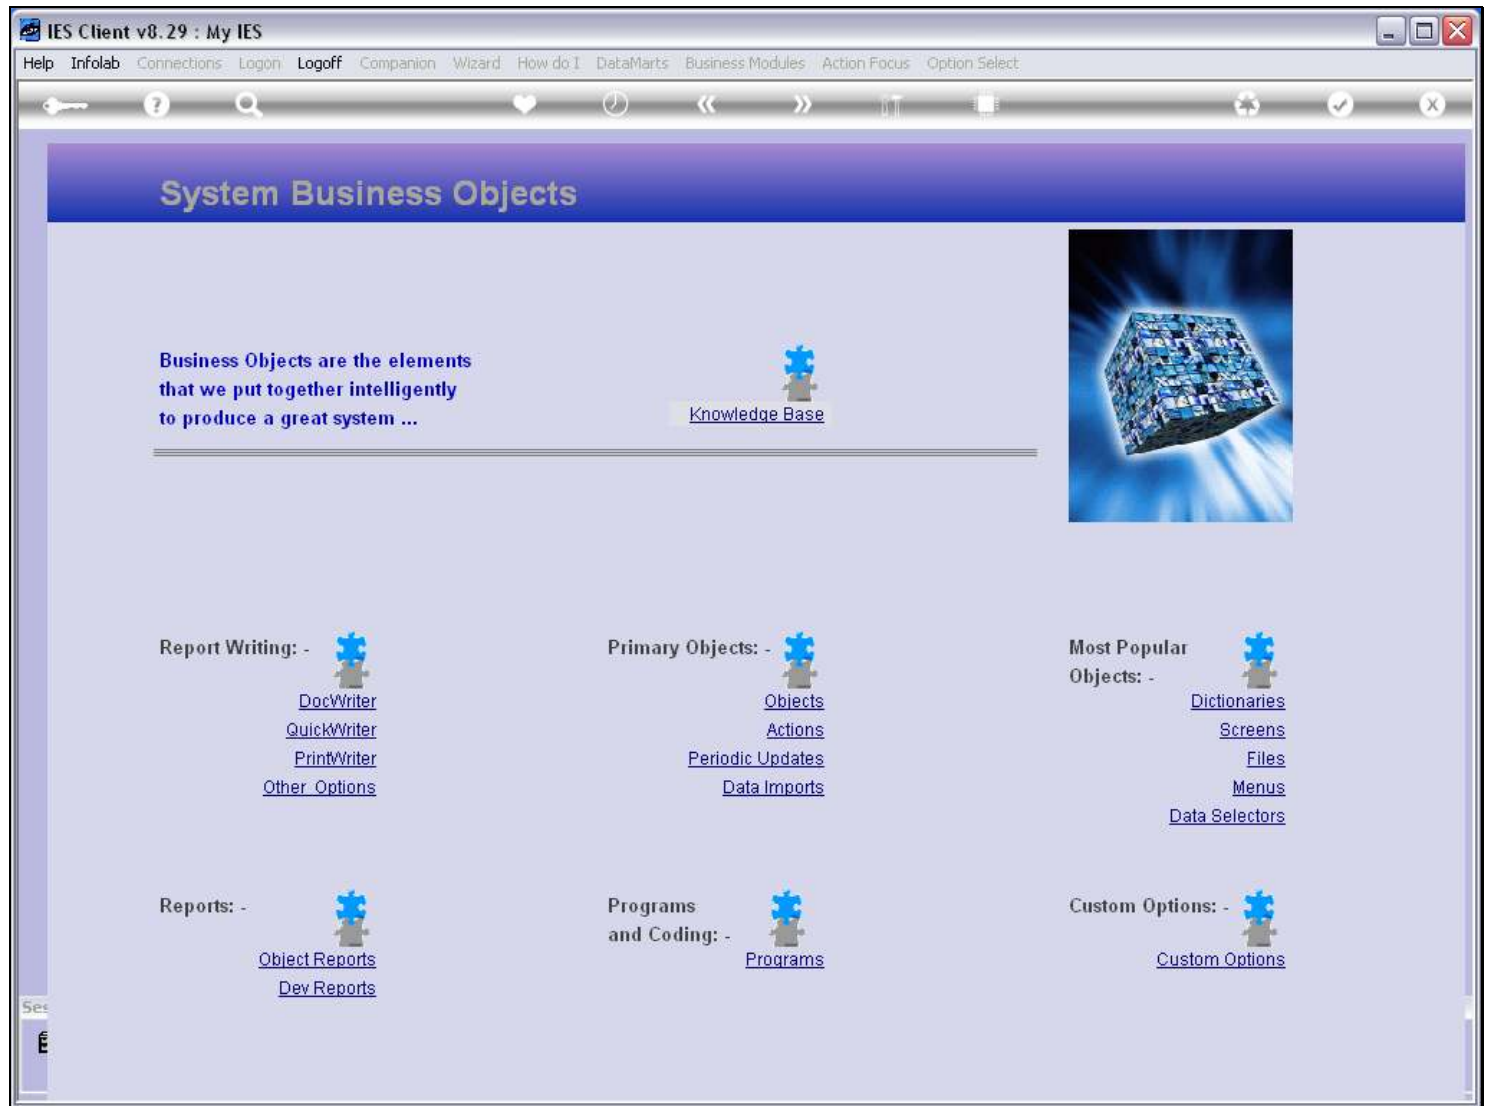 IES Client v8.29 : My IES
Help Infolab Connections Logon Logoff Companion Wizard How do I DataMarts Business Modules Action Focus Option Select
System Business Objects
Business Objects are the elements
that we put together intelligently
to produce a great system ...
Knowledge Base
Report Writing: -
DocWriter
QuickWriter
PrintWriter
Other Options
Primary Objects: -
Objects
Actions
Periodic Updates
Data Imports
Most Popular
Objects: -
Dictionaries
Screens
Files
Menus
Data Selectors
Reports: -
Object Reports
Dev Reports
Programs
and Coding: -
Programs
Custom Options: -
Custom Options